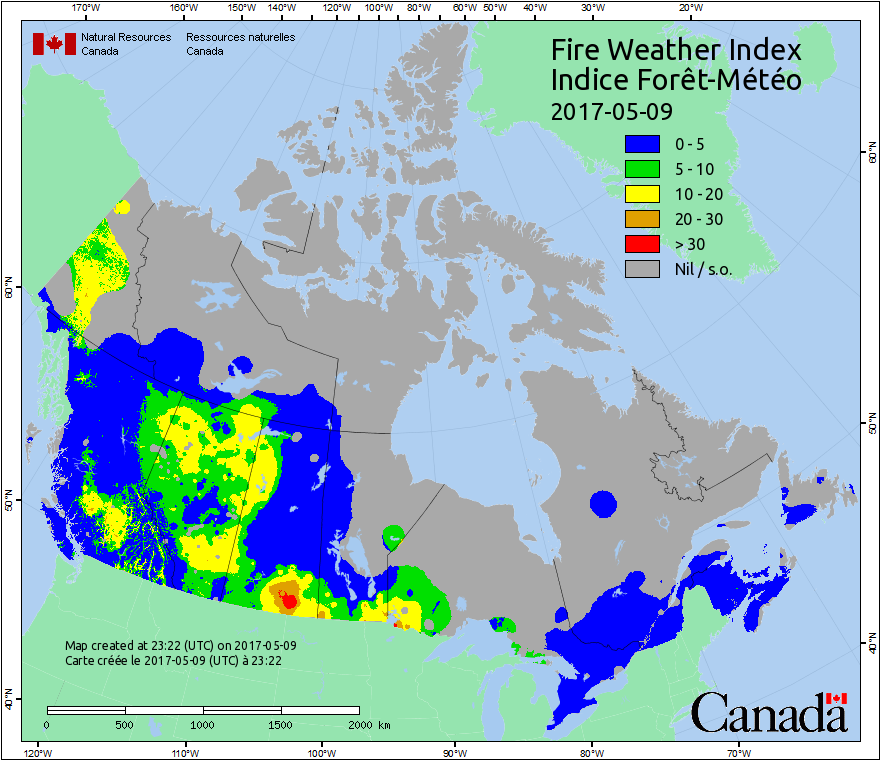 170°W 160°W 150°W 140°W 130°W 120°W 110°W 100°W 90°W 80°W 60°W 50°W 40°W 30°W 20°W
Natural Resources Canada
Ressources naturelles Canada
Fire Weather Index
Indice Forêt-Météo
2017-05-09
0 - 5
5 - 10
10 - 20
20 - 30
> 30
Nil / s.o.
60°N
50°N
40°N
60°N
50°N
40°N
Map created at 23:22 (UTC) on 2017-05-09
Carte créée le 2017-05-09 (UTC) à 23:22
0 500 1000 1500 2000 km
Canada
120°W 110°W 100°W 90°W 80°W 70°W